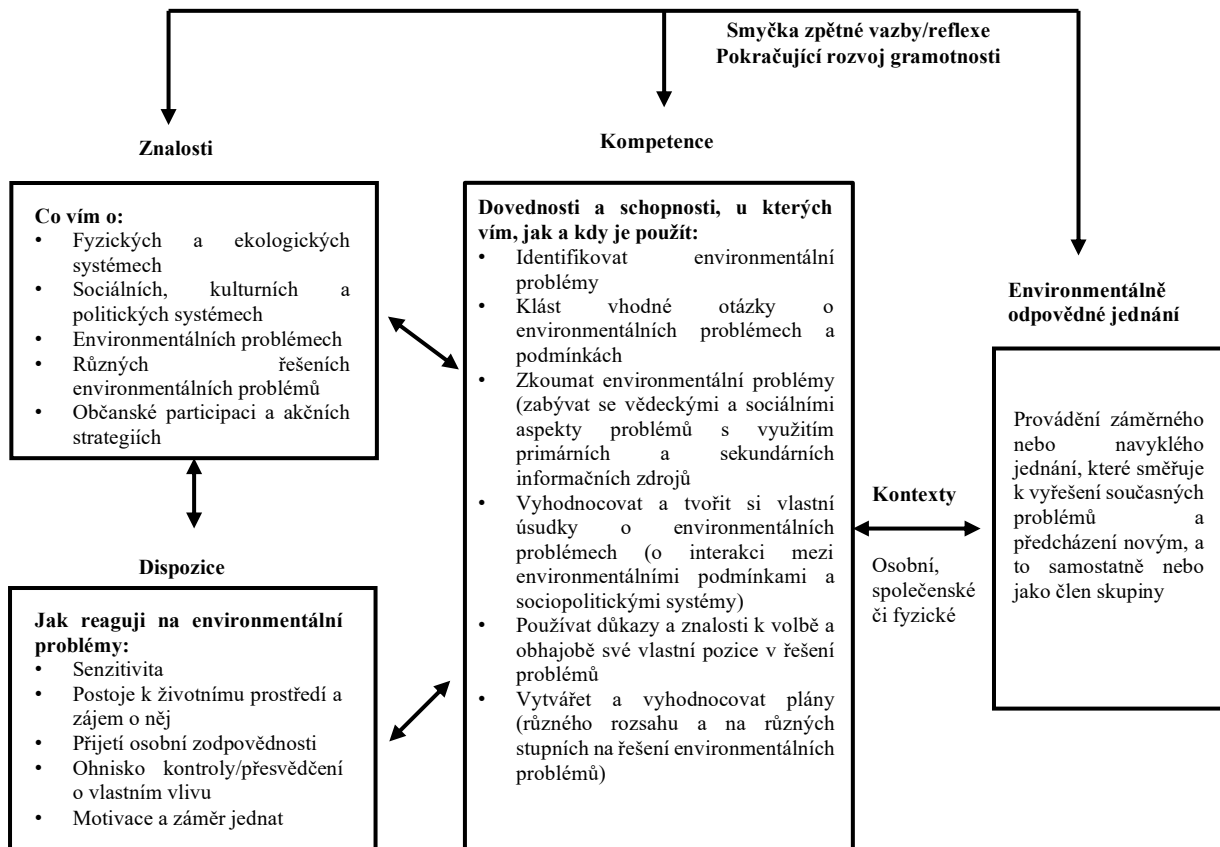 Smyčka zpětné vazby/reflexe
Pokračující rozvoj gramotnosti
Znalosti
Co vím o:
• Fyzických a ekologických
systémech
• Sociálních, kulturních a
politických systémech
• Environmentálních problémech
• Různých řešeních
environmentálních problémů
• Občanské participaci a akčních
strategiích
Dispozice
Jak reaguji na environmentální
problémy:
• Senzitivita
• Postoje k životnímu prostředí a
zájem o něj
• Přijetí osobní zodpovědnosti
• Ohnisko kontroly/přesvědčení
o vlastním vlivu
• Motivace a záměr jednat
Kompetence
Dovednosti a schopnosti, u kterých
vím, jak a kdy je použít:
• Identifikovat environmentální
problémy
• Klást vhodné otázky o
environmentálních problémech a
podmínkách
• Zkoumat environmentální problémy
(zabývat se vědeckými a sociálními
aspekty problémů s využitím
primárních a sekundárních
informačních zdrojů
• Vyhodnocovat a tvořit si vlastní
úsudky o environmentálních
problémech (o interakci mezi
environmentálními podmínkami a
sociopolitickými systémy)
• Používat důkazy a znalosti k volbě a
obhajobě své vlastní pozice v řešení
problémů
• Vytvářet a vyhodnocovat plány
(různého rozsahu a na různých
stupních na řešení environmentálních
problémů)
Kontexty
Osobní,
společenské
či fyzické
Environmentálně
odpovědné jednání
Provádění záměrného
nebo navyklého
jednání, které směřuje
k vyřešení současných
problémů a
předcházení novým, a
to samostatně nebo
jako člen skupiny